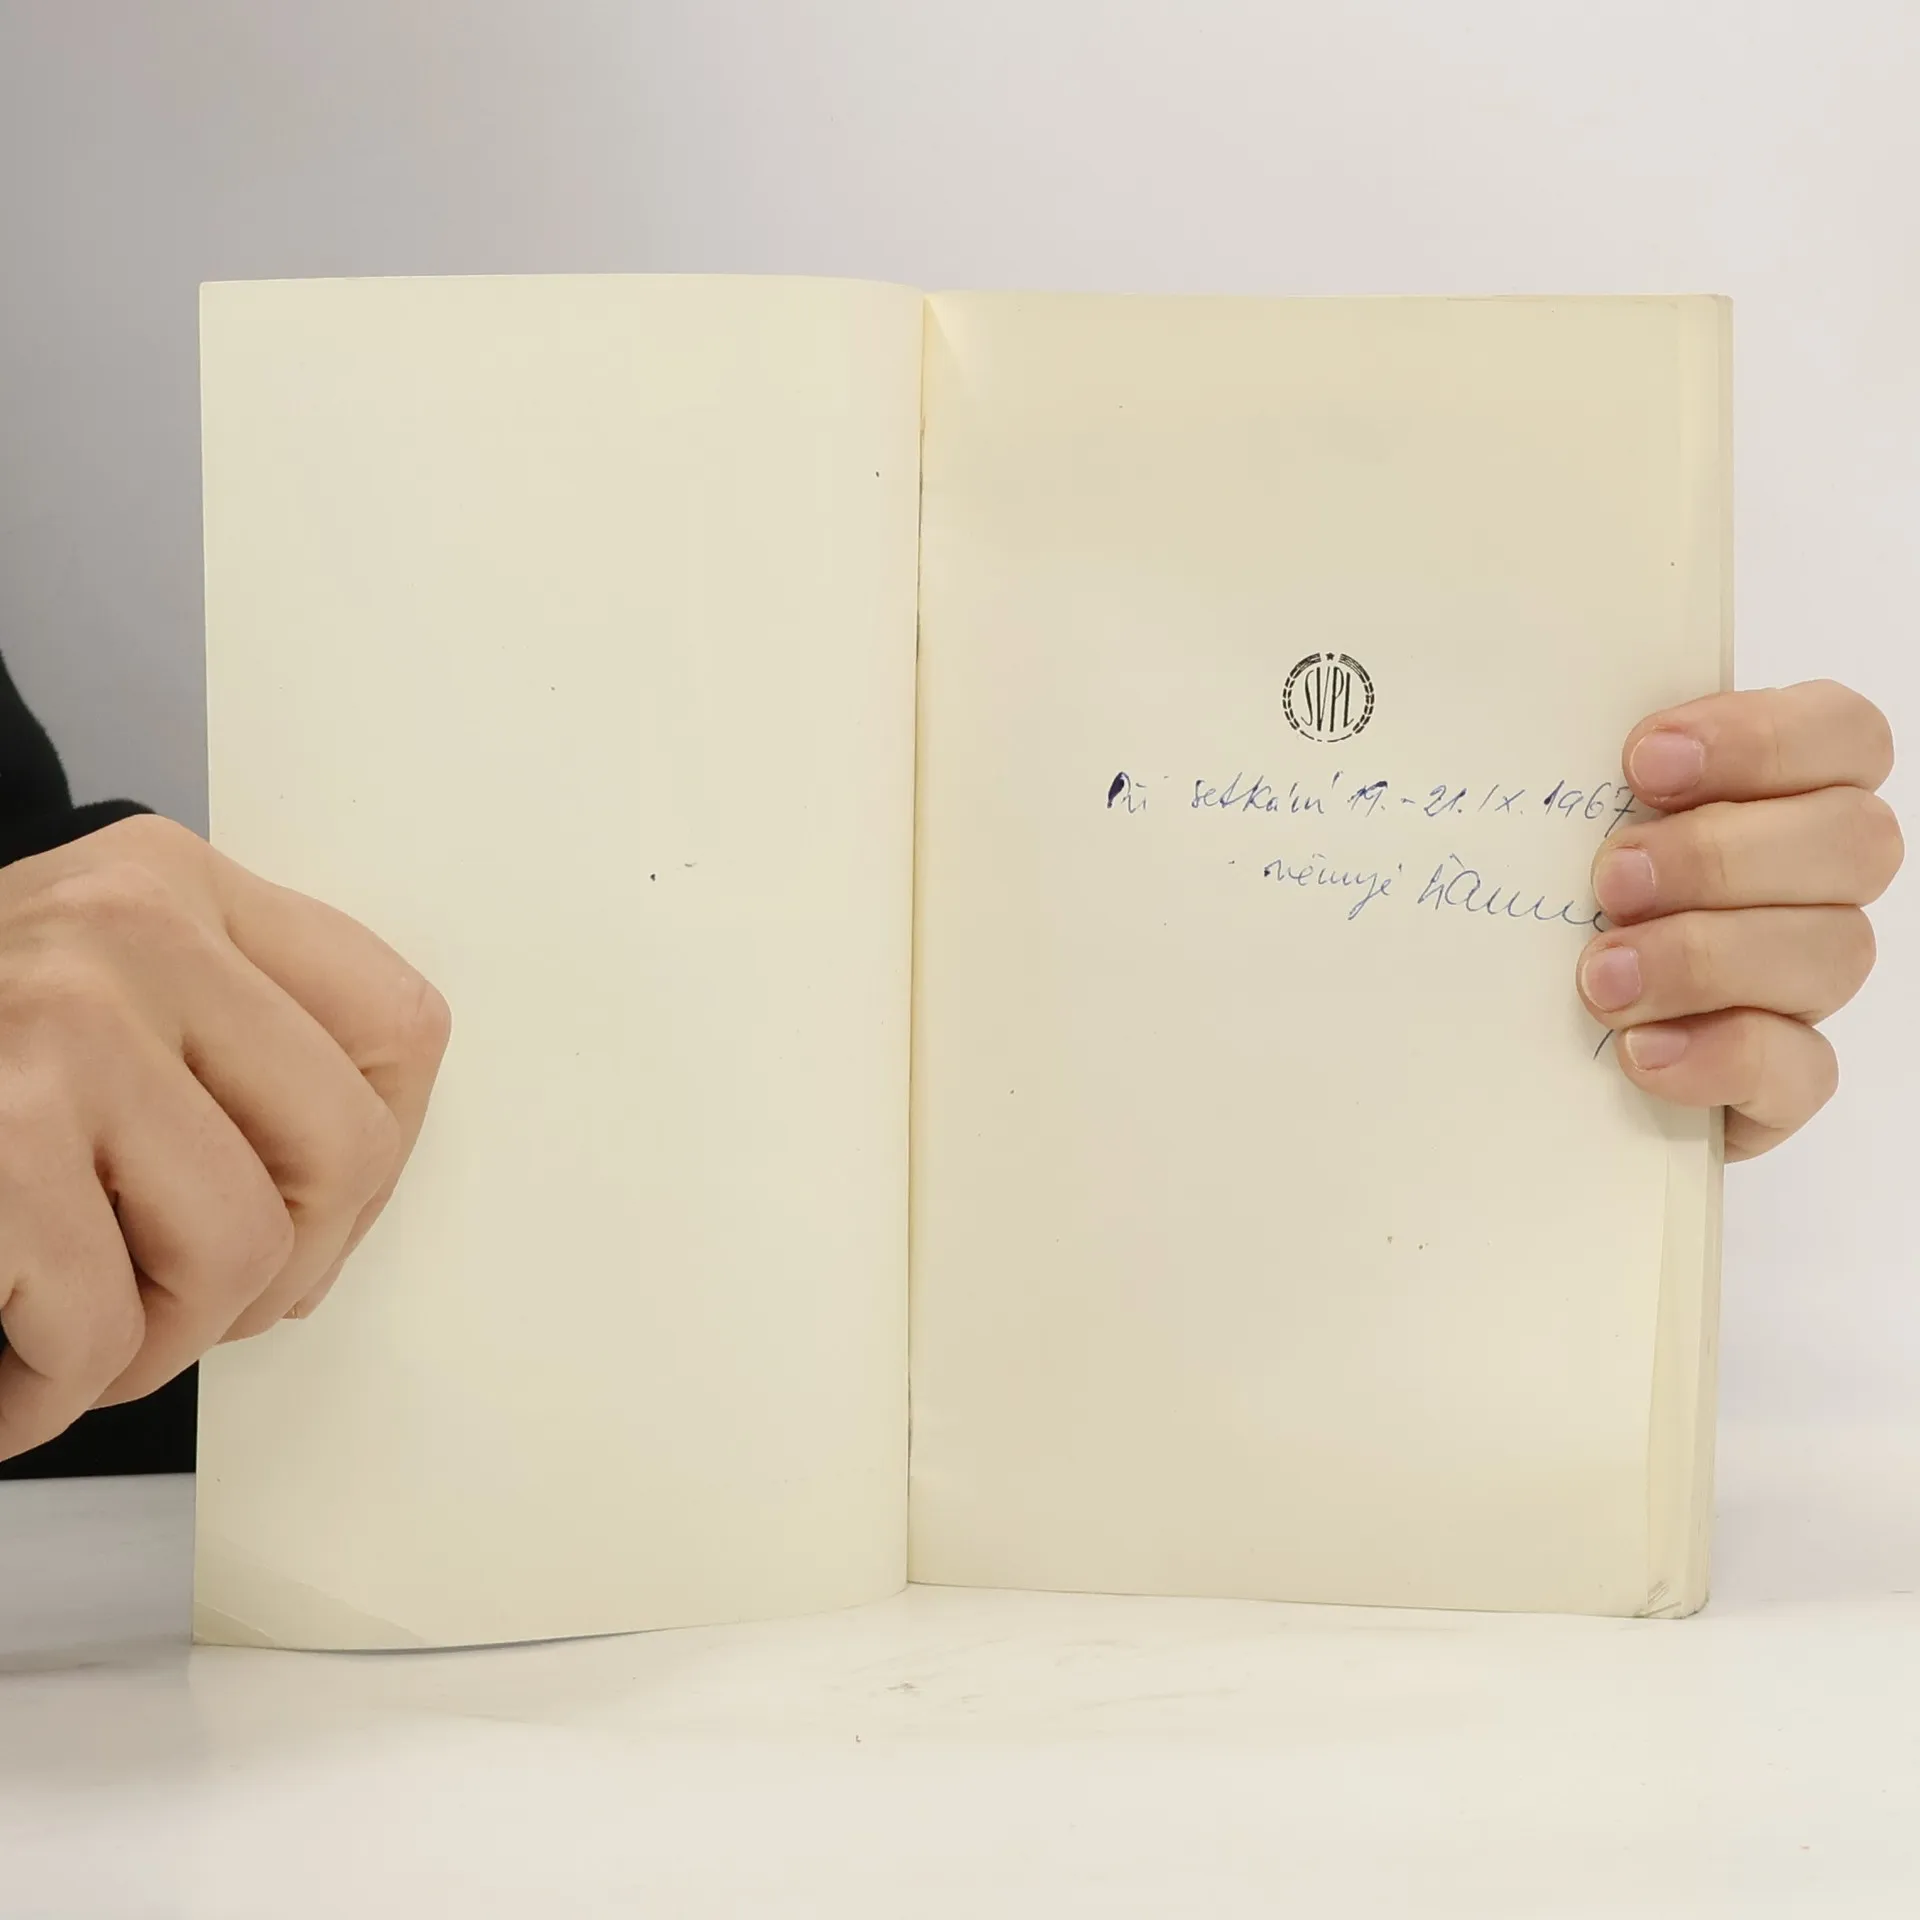 SVPL
Při setkání 19.-21. IX. 1967
věnuje